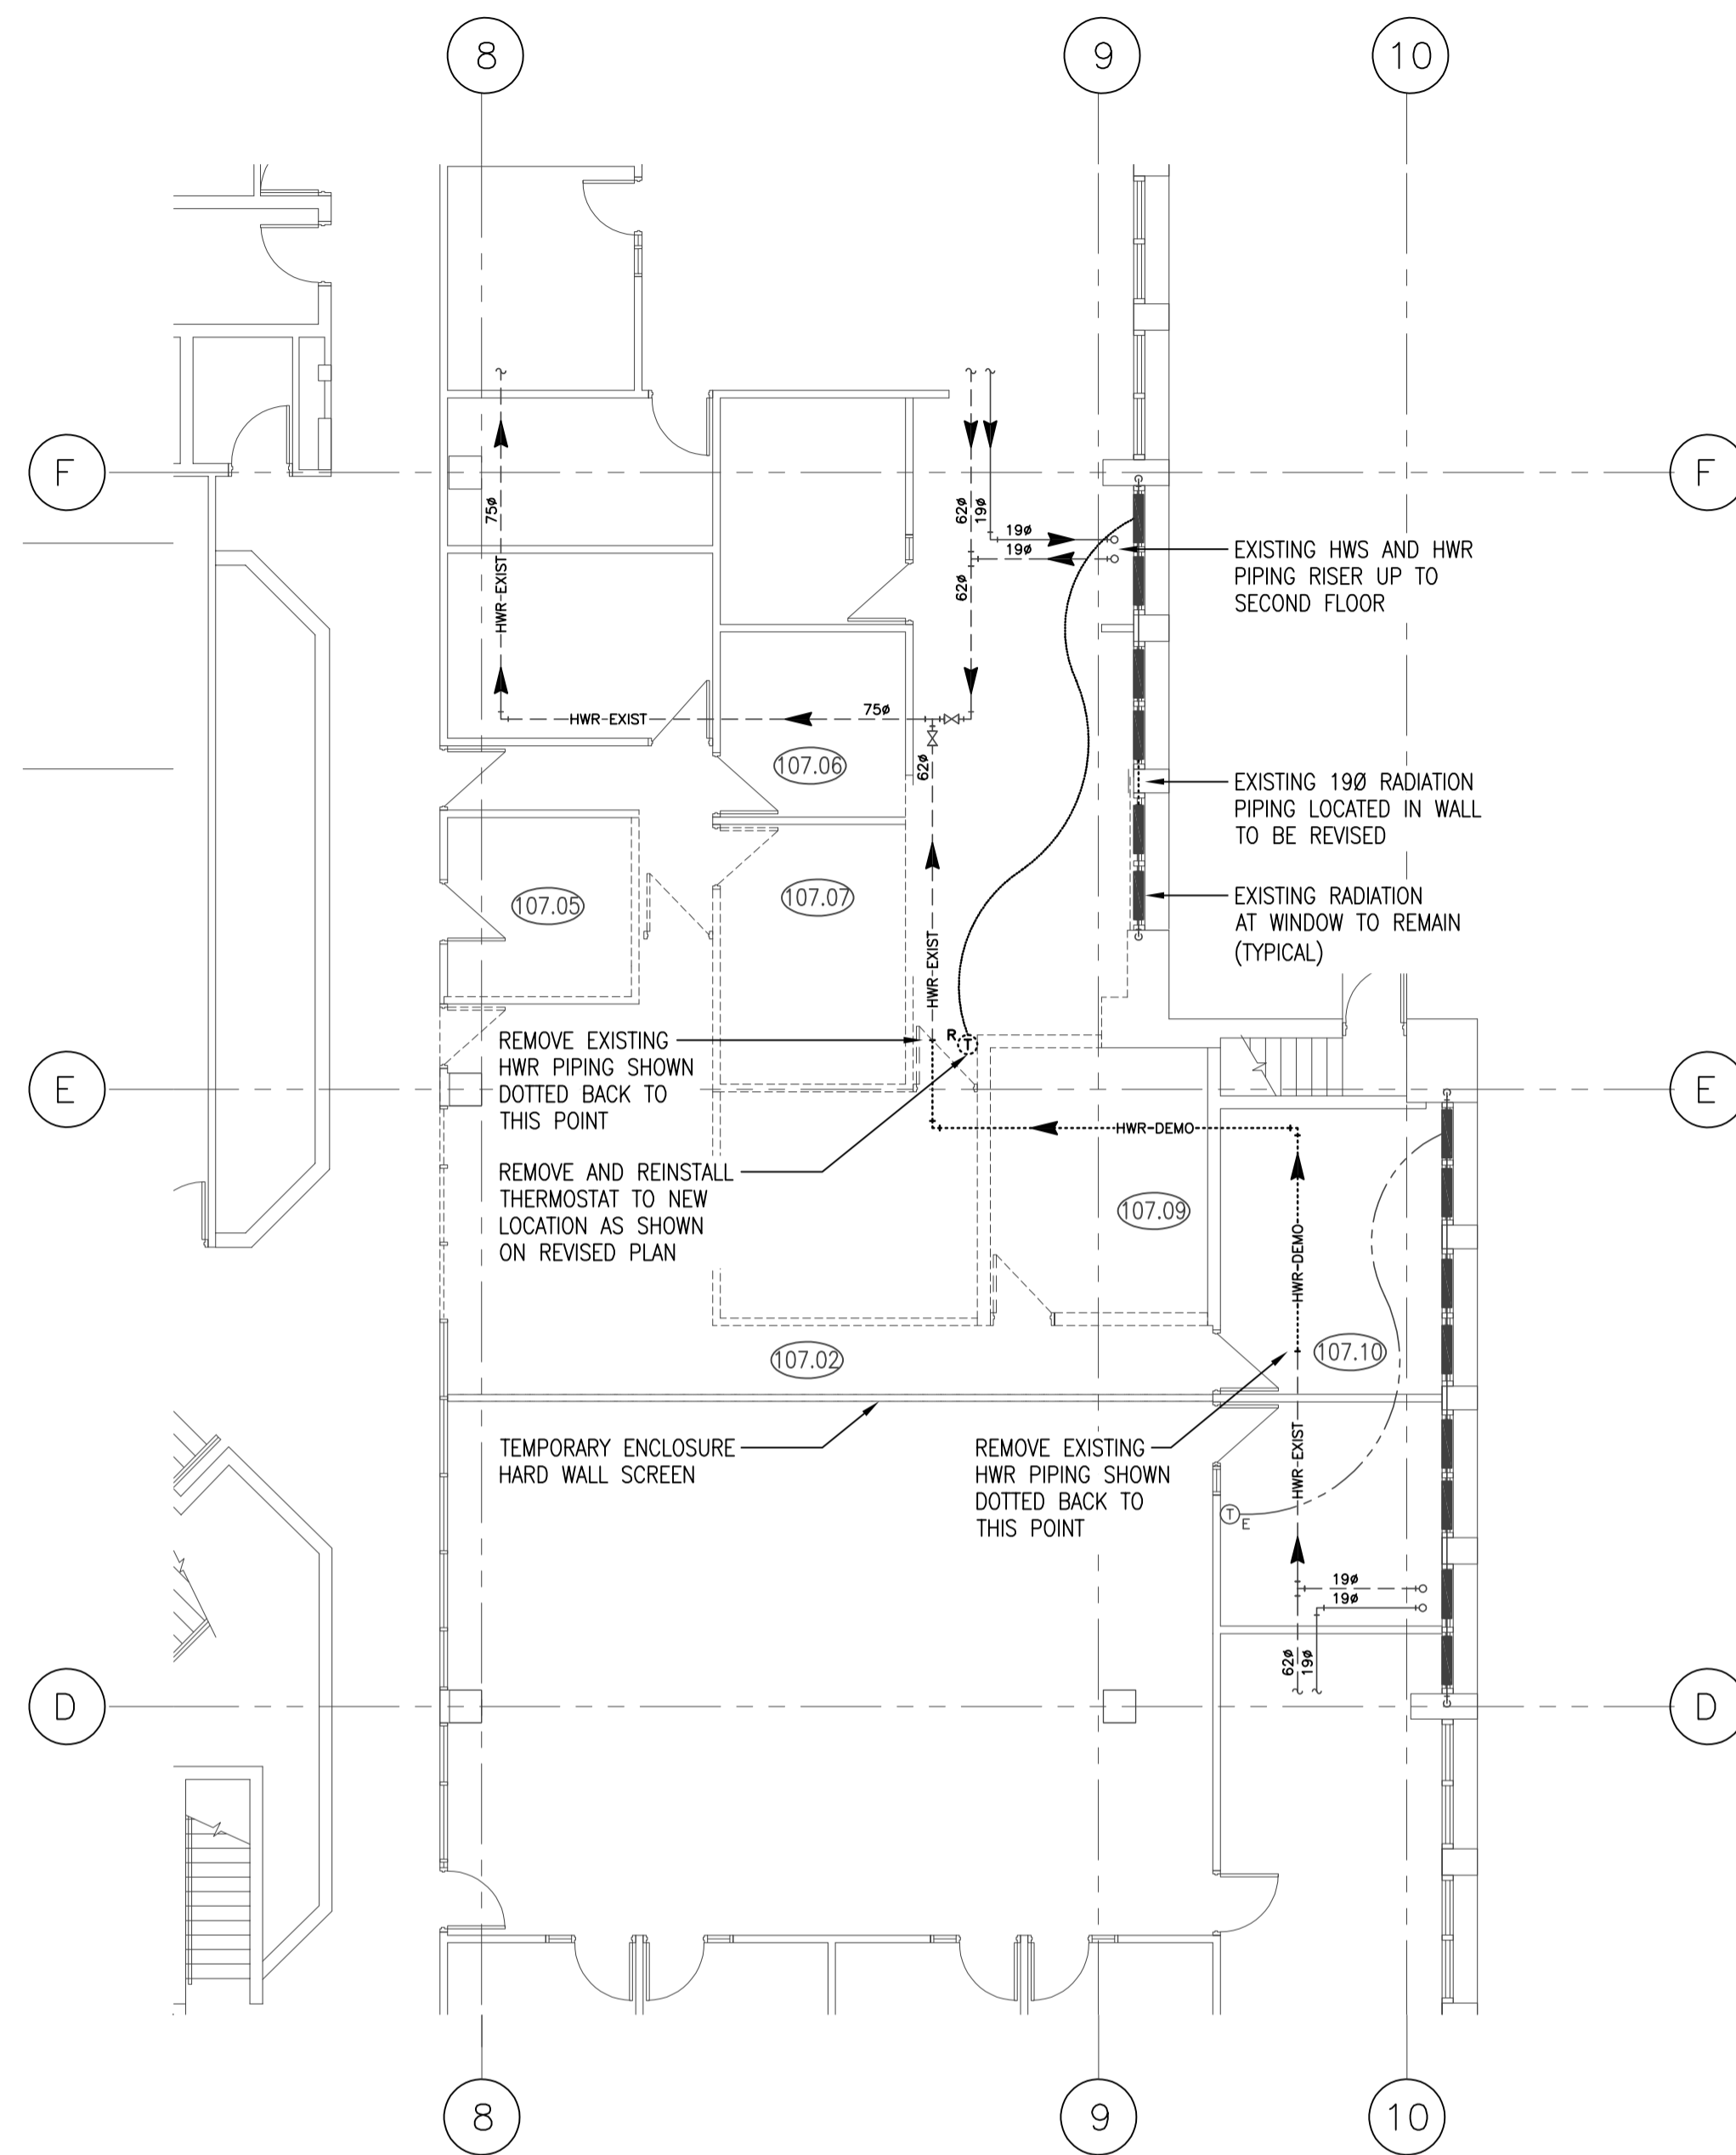 8
9
10
F
F
75ø
62ø
19ø
19ø
19ø
62ø
HWR-EXIST
EXISTING HWS AND HWR
PIPING RISER UP TO
SECOND FLOOR
HWR-EXIST
75ø
62ø
107.06
EXISTING 19Ø RADIATION
PIPING LOCATED IN WALL
TO BE REVISED
107.05
107.07
EXISTING RADIATION
AT WINDOW TO REMAIN
(TYPICAL)
HWR-EXIST
R
T
REMOVE EXISTING
HWR PIPING SHOWN
DOTTED BACK TO
THIS POINT
E
E
HWR-DEMO
REMOVE AND REINSTALL
THERMOSTAT TO NEW
LOCATION AS SHOWN
ON REVISED PLAN
107.09
HWR-DEMO
107.02
107.10
TEMPORARY ENCLOSURE
HARD WALL SCREEN
REMOVE EXISTING
HWR PIPING SHOWN
DOTTED BACK TO
THIS POINT
HWR-EXIST
T
E
19ø
19ø
62ø
19ø
D
D
8
9
10